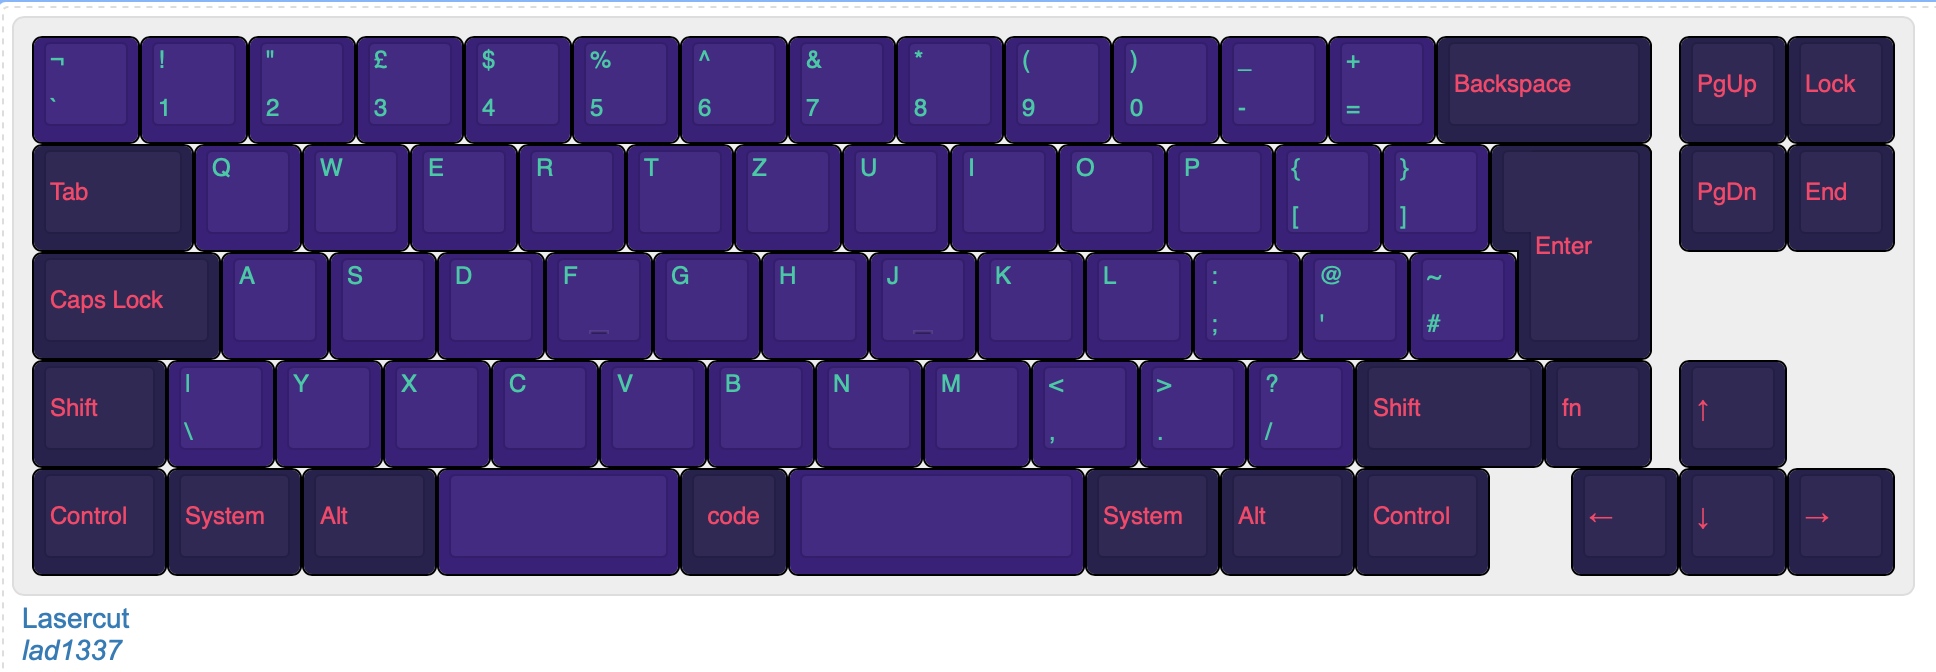 ¬ ! " £ $ % ^ & * ( ) _ +
` 1 2 3 4 5 6 7 8 9 0 - = Backspace PgUp Lock
Tab Q W E R T Z U I O P { }
[ ] Enter PgDn End
Caps Lock A S D F G H J K L : @ ~
_ _ ; ' #
Shift | Y X C V B N M < > ?
\ , . / Shift fn ↑
Control System Alt code System Alt Control ← ↓ →
Lasercut
lad1337